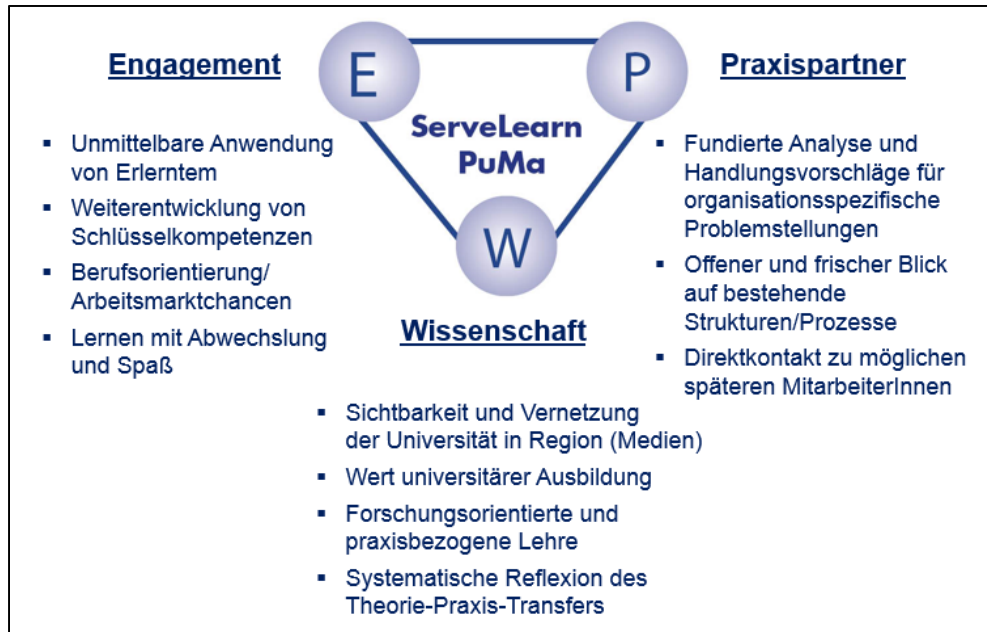 Engagement
E
P
Praxispartner
ServeLearn
PuMa
W
▪ Unmittelbare Anwendung
von Erlerntem
▪ Weiterentwicklung von
Schlüsselkompetenzen
▪ Berufsorientierung/
Arbeitsmarktchancen
▪ Lernen mit Abwechslung
und Spaß
▪ Fundierte Analyse und
Handlungsvorschläge für
organisationsspezifische
Problemstellungen
▪ Offener und frischer Blick
auf bestehende
Strukturen/Prozesse
▪ Direktkontakt zu möglichen
späteren MitarbeiterInnen
Wissenschaft
▪ Sichtbarkeit und Vernetzung
der Universität in Region (Medien)
▪ Wert universitärer Ausbildung
▪ Forschungsorientierte und
praxisbezogene Lehre
▪ Systematische Reflexion des
Theorie-Praxis-Transfers